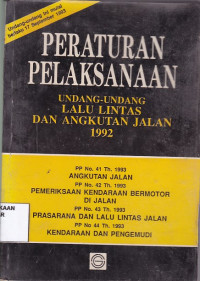 Undang-undang ini mulai
berlaku 17 September 1993
PERATURAN
PELAKSANAAN
UNDANG-UNDANG
LALU LINTAS
DAN ANGKUTAN JALAN
1992
PP No. 41 Th. 1993
ANGKUTAN JALAN
PP No. 42 Th. 1993
PEMERIKSAAN KENDARAAN BERMOTOR
DI JALAN
PP No. 43 Th. 1993
PRASARANA DAN LALU LINTAS JALAN
PP No 44 Th. 1993
KENDARAAN DAN PENGEMUDI
KAAN